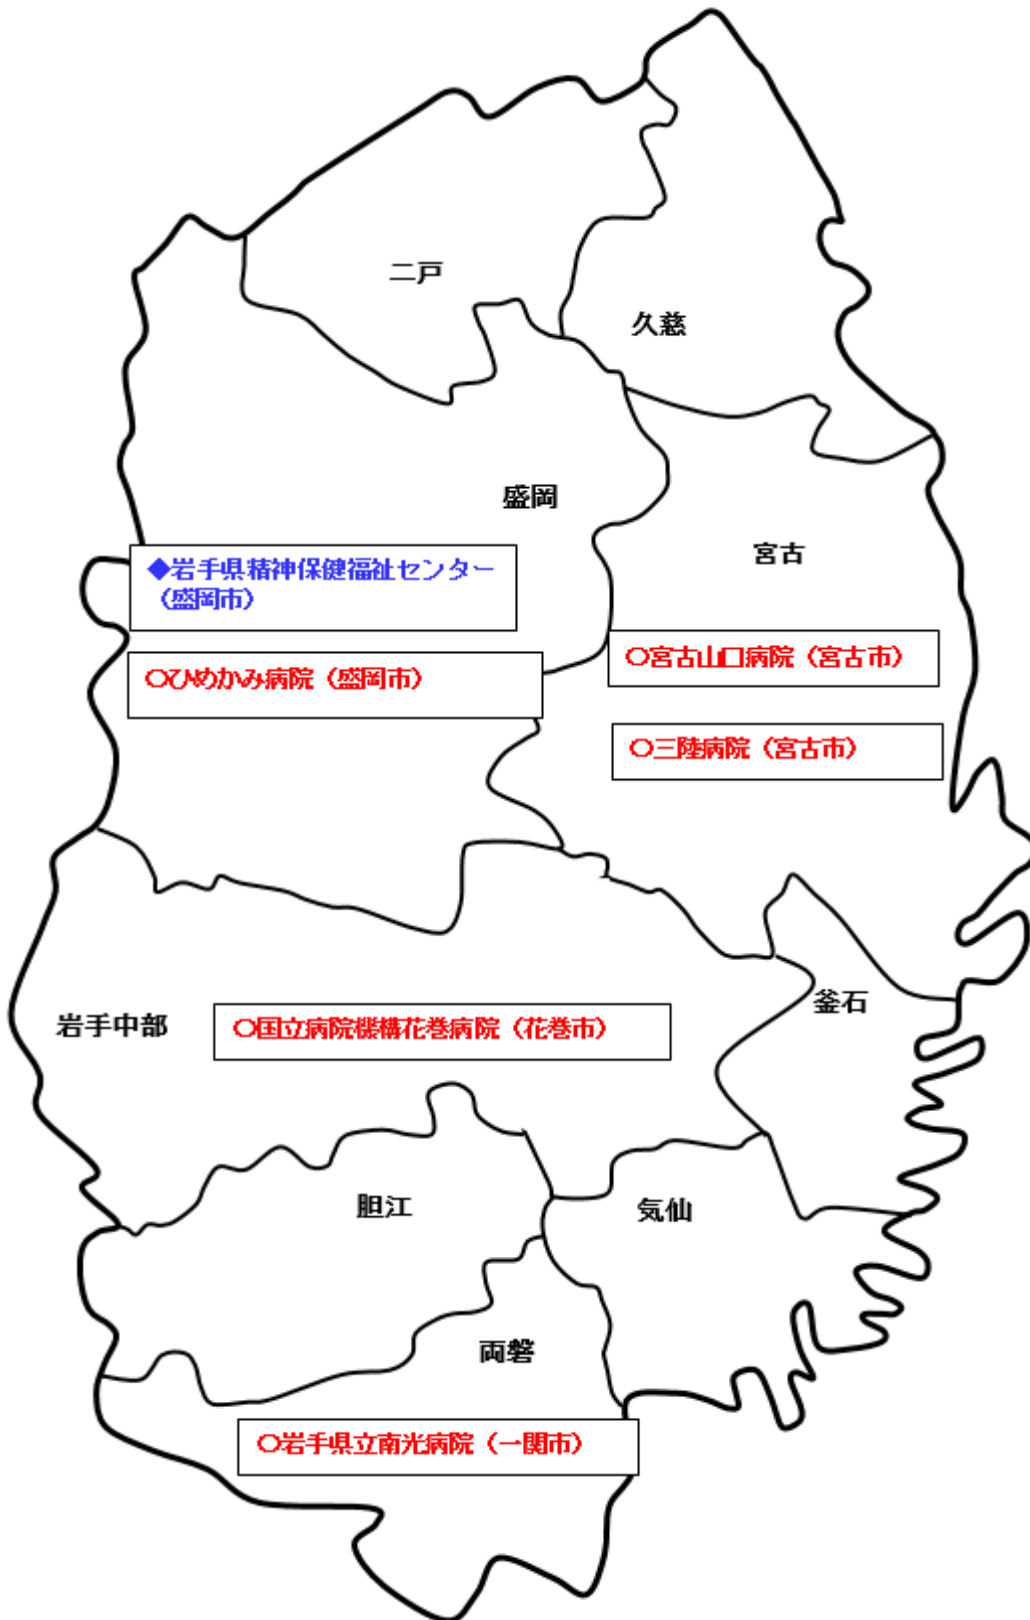 二戸
久慈
盛岡
宮古
◆岩手県精神保健福祉センター
（盛岡市）
○ひめかみ病院（盛岡市）
○宮古山口病院（宮古市）
○三陸病院（宮古市）
釜石
岩手中部
○国立病院機構花巻病院（花巻市）
胆江
気仙
両磐
○岩手県立南光病院（一関市）